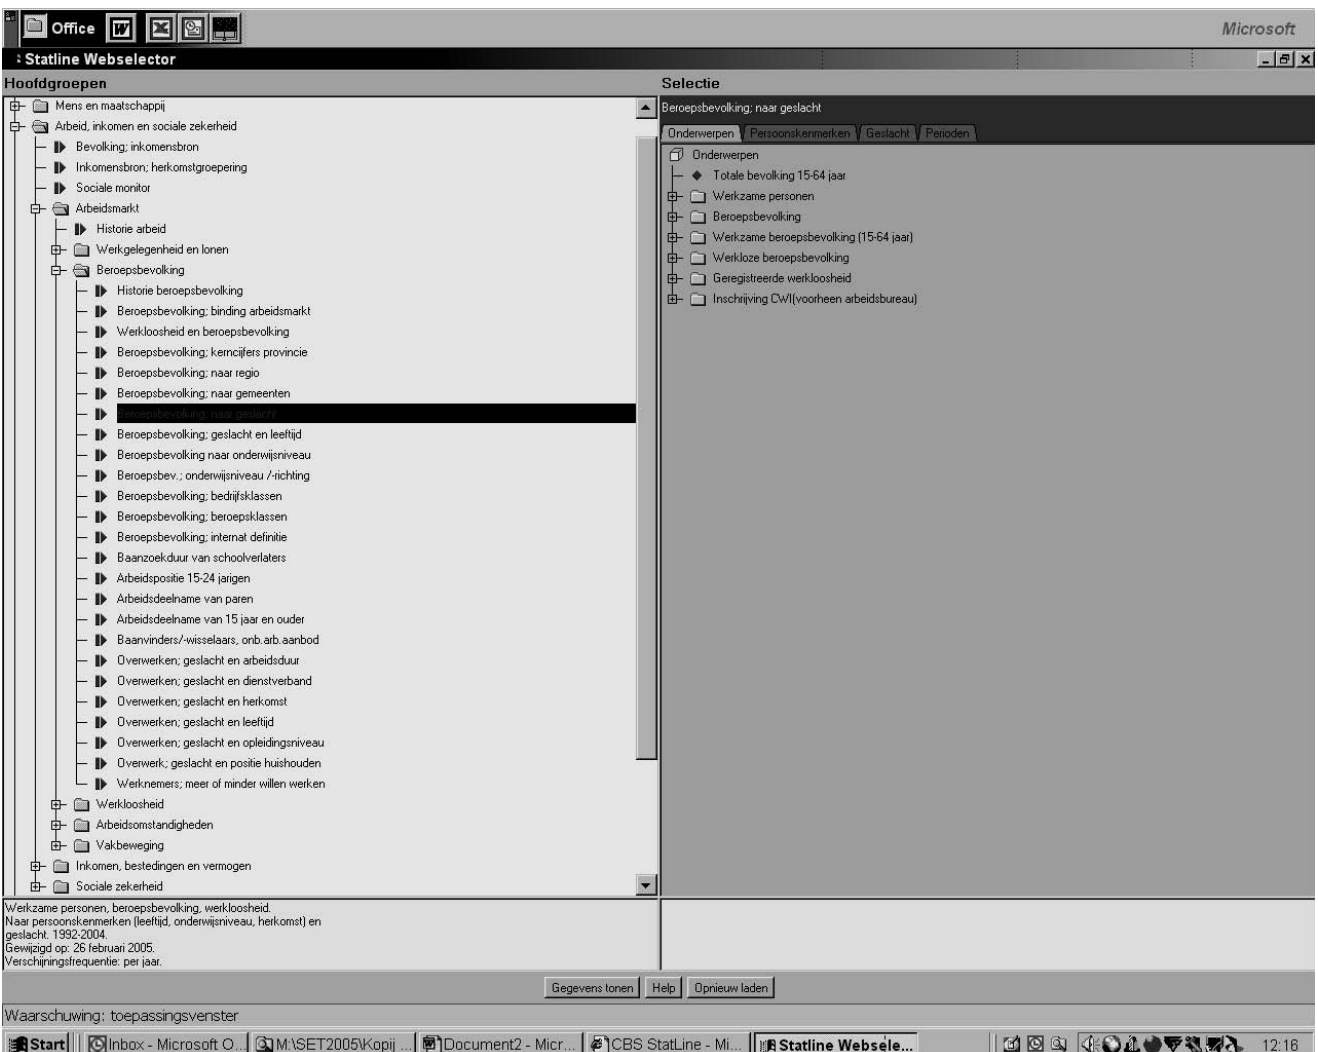 Office
Microsoft
Statline Webselector
Hoofdgroepen
Mens en maatschappij
Arbeid, inkomen en sociale zekerheid
Bevolking; inkomensbron
Inkomensbron; herkomstgroepering
Sociale monitor
Arbeidsmarkt
Historie arbeid
Werkgelegenheid en lonen
Beroepsbevolking
Historie beroepsbevolking
Beroepsbevolking; binding arbeidsmarkt
Werkloosheid en beroepsbevolking
Beroepsbevolking; kerncijfers provincie
Beroepsbevolking; naar regio
Beroepsbevolking; naar gemeenten
Beroepsbevolking; naar geslacht
Beroepsbevolking; geslacht en leeftijd
Beroepsbevolking naar onderwijsniveau
Beroepsbev.; onderwijsniveau /-richting
Beroepsbevolking; bedrijfsklassen
Beroepsbevolking; beroepsklassen
Beroepsbevolking; internat definitie
Baanzoekduur van schoolverlaters
Arbeidspositie 15-24 jarigen
Arbeidsdeelname van paren
Arbeidsdeelname van 15 jaar en ouder
Baanvinders/-wisselaars, onb.arb.aanbod
Overwerken; geslacht en arbeidsduur
Overwerken; geslacht en dienstverband
Overwerken; geslacht en herkomst
Overwerken; geslacht en leeftijd
Overwerken; geslacht en opleidingsniveau
Overwerk; geslacht en positie huishouden
Werknemers; meer of minder willen werken
Werkloosheid
Arbeidsomstandigheden
Vakbeweging
Inkomen, bestedingen en vermogen
Sociale zekerheid
Werkzame personen, beroepsbevolking, werkloosheid.
Naar persoonskenmerken (leeftijd, onderwijsniveau, herkomst) en
geslacht. 1992-2004.
Gewijzigd op: 26 februari 2005.
Verschijningsfrequentie: per jaar.
Selectie
Beroepsbevolking; naar geslacht
Onderwerpen Persoonskenmerken Geslacht Perioden
Onderwerpen
Totale bevolking 15-64 jaar
Werkzame personen
Beroepsbevolking
Werkzame beroepsbevolking (15-64 jaar)
Werkloze beroepsbevolking
Geregistreerde werkloosheid
Inschrijving CWI(voorheen arbeidsbureau)
Gegevens tonen Help Opnieuw laden
Waarschuwing: toepassingsvenster
Start Inbox - Microsoft O... M:\SET2005\Kopij ... Document2 - Micr... CBS StatLine - Mi... Statline Websele... 12:16